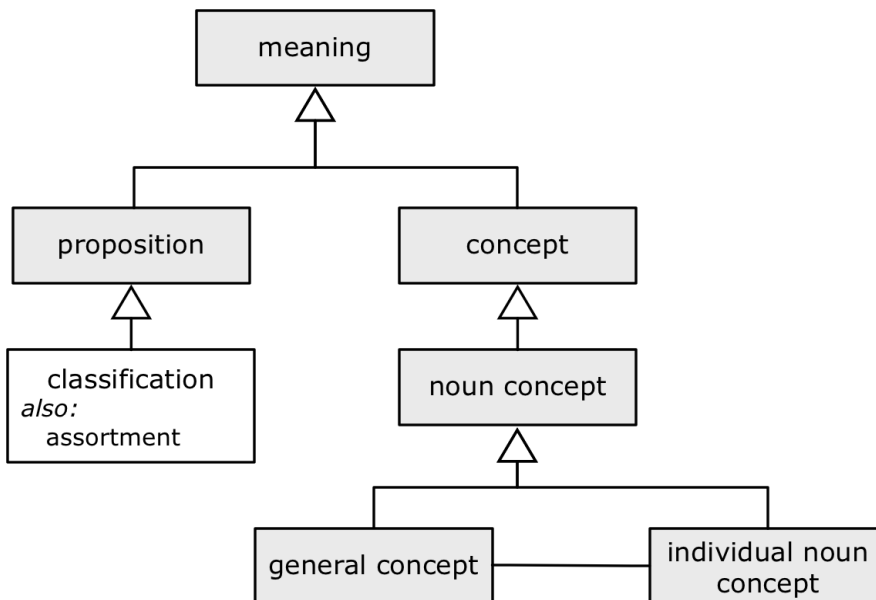 meaning
proposition
concept
classification
also:
assortment
noun concept
general concept
individual noun
concept